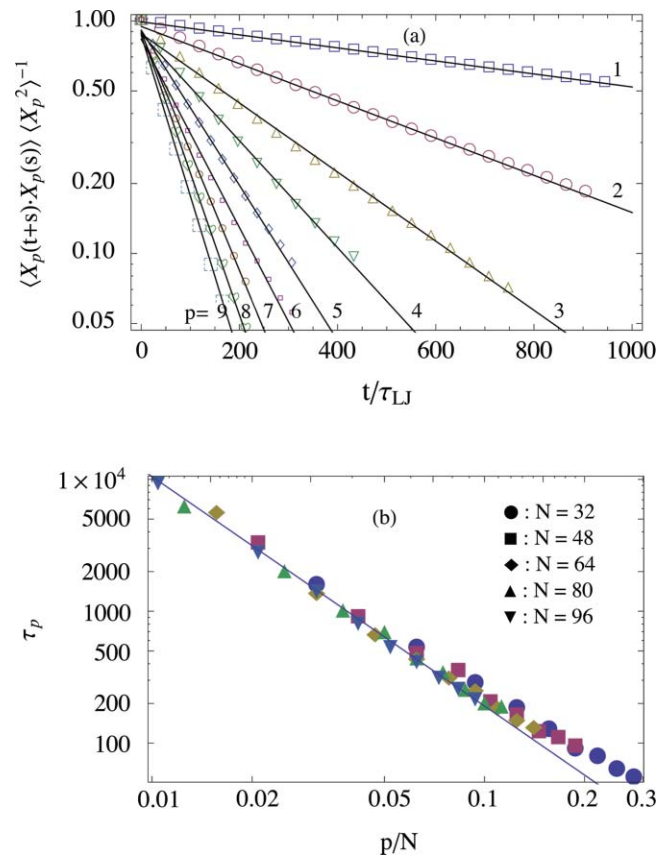 (a)
1.00
0.50
0.20
0.10
0.05
1
2
3
4
5
6
7
8
p= 9
0 200 400 600 800 1000
t/τ_LJ
⟨X_p(t+s)·X_p(s)⟩ ⟨X_p²⟩⁻¹
(b)
1×10⁴
5000
2000
1000
500
200
100
● : N = 32
■ : N = 48
◆ : N = 64
▲ : N = 80
▼ : N = 96
τ_p
0.01 0.02 0.05 0.1 0.2 0.3
p/N